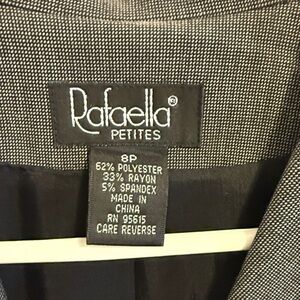 Rafaella®
PETITES
8P
62% POLYESTER
33% RAYON
5% SPANDEX
MADE IN
CHINA
RN 95615
CARE REVERSE